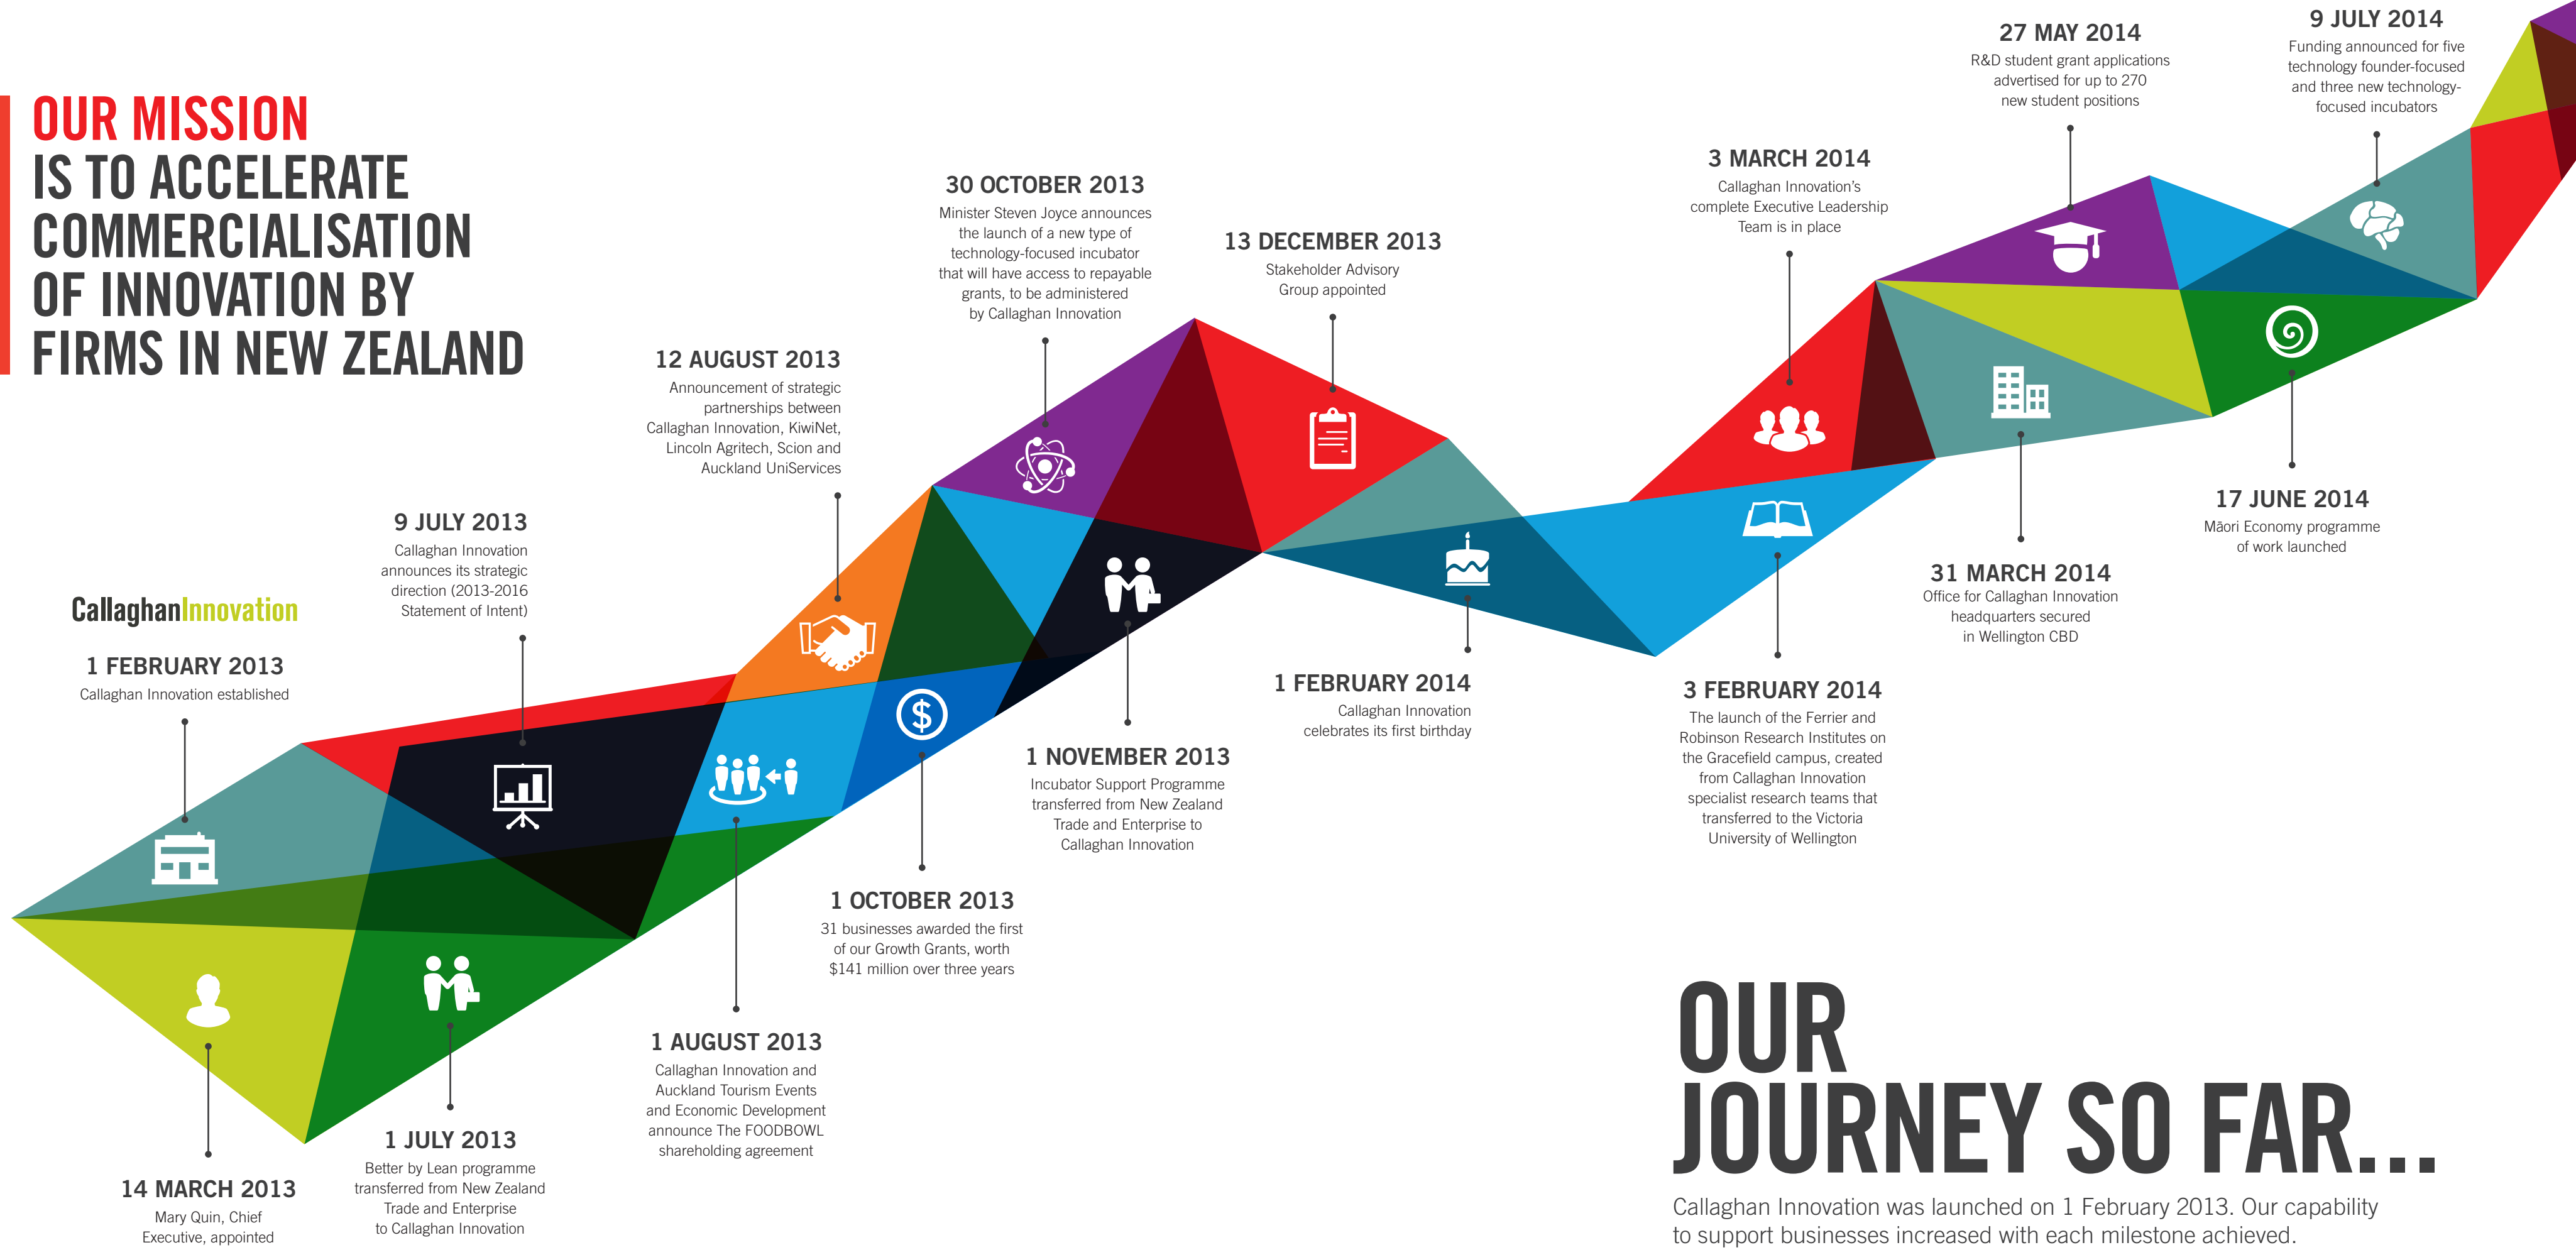 OUR MISSION
IS TO ACCELERATE
COMMERCIALISATION
OF INNOVATION BY
FIRMS IN NEW ZEALAND
CallaghanInnovation
1 FEBRUARY 2013
Callaghan Innovation established
14 MARCH 2013
Mary Quin, Chief
Executive, appointed
1 JULY 2013
Better by Lean programme
transferred from New Zealand
Trade and Enterprise
to Callaghan Innovation
9 JULY 2013
Callaghan Innovation
announces its strategic
direction (2013-2016
Statement of Intent)
1 AUGUST 2013
Callaghan Innovation and
Auckland Tourism Events
and Economic Development
announce The FOODBOWL
shareholding agreement
12 AUGUST 2013
Announcement of strategic
partnerships between
Callaghan Innovation, KiwiNet,
Lincoln Agritech, Scion and
Auckland UniServices
$
1 OCTOBER 2013
31 businesses awarded the first
of our Growth Grants, worth
$141 million over three years
30 OCTOBER 2013
Minister Steven Joyce announces
the launch of a new type of
technology-focused incubator
that will have access to repayable
grants, to be administered
by Callaghan Innovation
1 NOVEMBER 2013
Incubator Support Programme
transferred from New Zealand
Trade and Enterprise to
Callaghan Innovation
13 DECEMBER 2013
Stakeholder Advisory
Group appointed
1 FEBRUARY 2014
Callaghan Innovation
celebrates its first birthday
3 FEBRUARY 2014
The launch of the Ferrier and
Robinson Research Institutes on
the Gracefield campus, created
from Callaghan Innovation
specialist research teams that
transferred to the Victoria
University of Wellington
3 MARCH 2014
Callaghan Innovation’s
complete Executive Leadership
Team is in place
31 MARCH 2014
Office for Callaghan Innovation
headquarters secured
in Wellington CBD
27 MAY 2014
R&D student grant applications
advertised for up to 270
new student positions
17 JUNE 2014
Māori Economy programme
of work launched
9 JULY 2014
Funding announced for five
technology founder-focused
and three new technology-
focused incubators
OUR
JOURNEY SO FAR...
Callaghan Innovation was launched on 1 February 2013. Our capability
to support businesses increased with each milestone achieved.